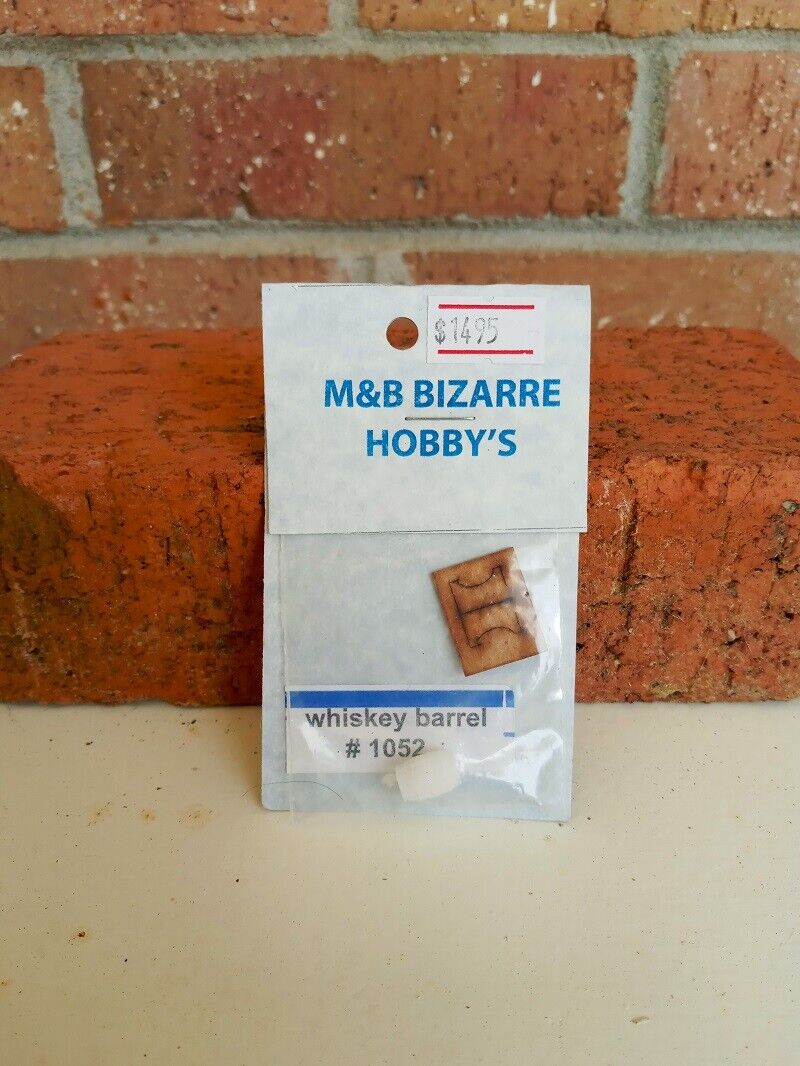 $1495
M&B BIZARRE
HOBBY'S
whiskey barrel
# 1052